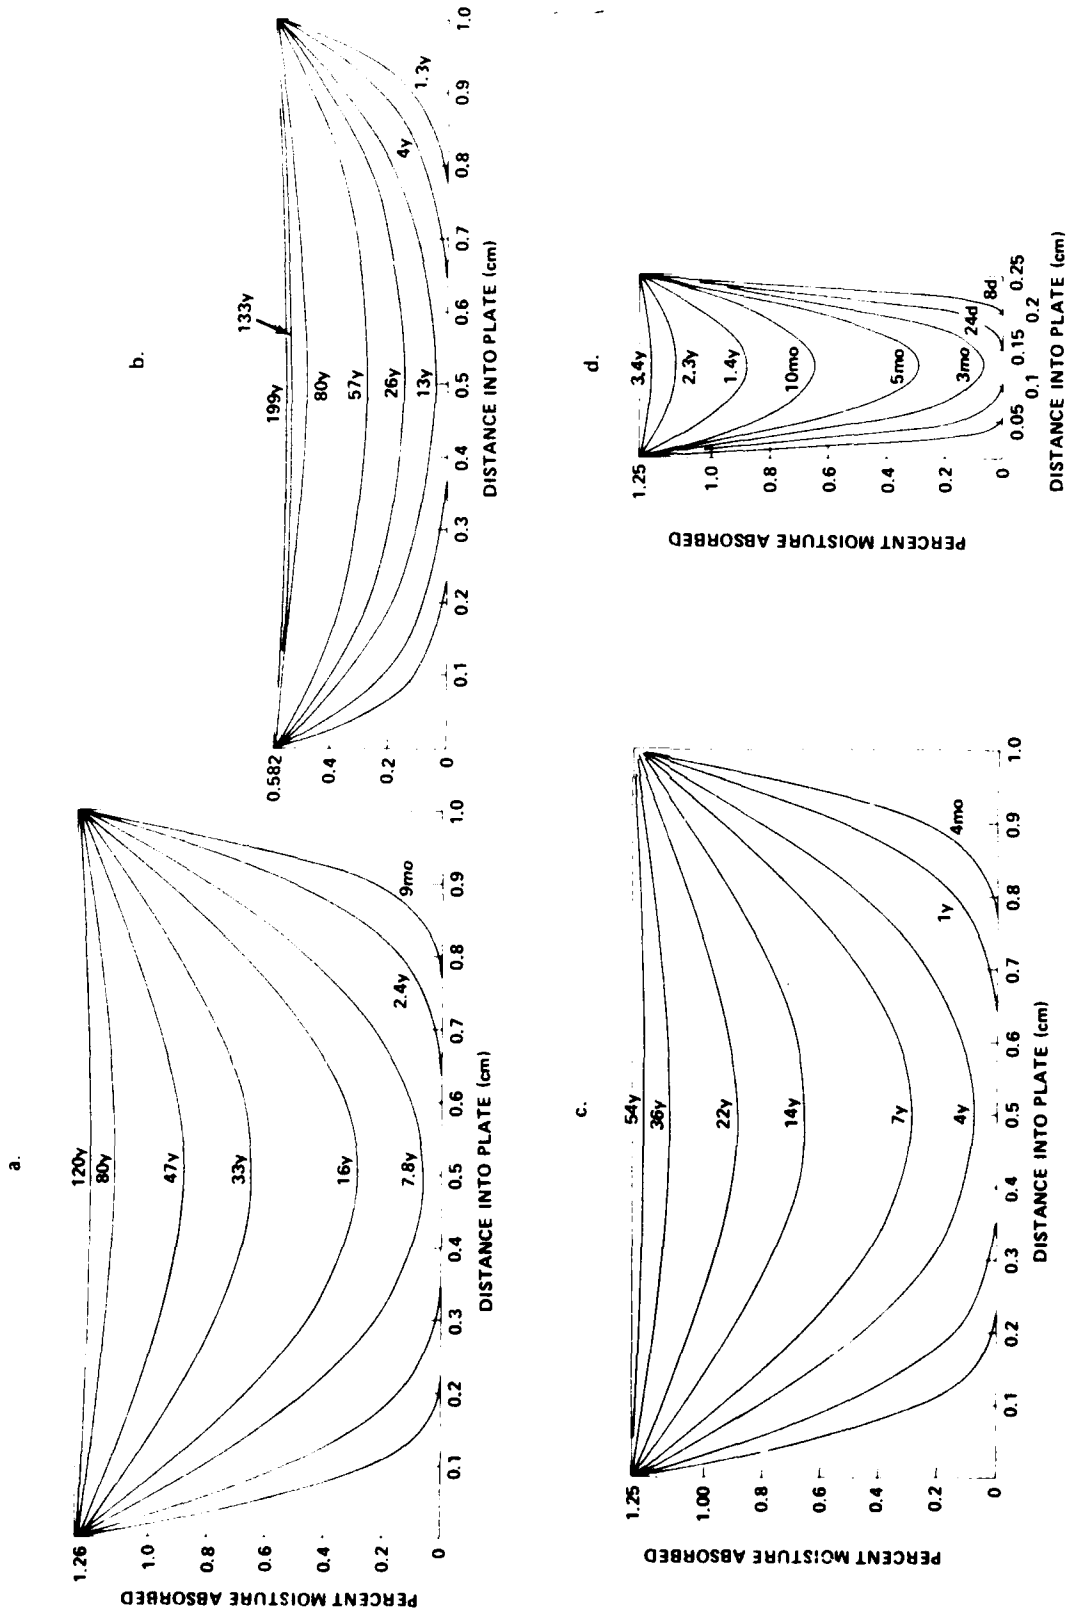 a.
PERCENT MOISTURE ABSORBED
1.26
1.0
0.8
0.6
0.4
0.2
0
120y
80y
47y
33y
16y
7.8y
2.4y
9mo
0.1
0.2
0.3
0.4
0.5
0.6
0.7
0.8
0.9
1.0
DISTANCE INTO PLATE (cm)
b.
0.582
0.4
0.2
0
199y
133y
80y
57y
26y
13y
4y
1.3y
0.1
0.2
0.3
0.4
0.5
0.6
0.7
0.8
0.9
1.0
DISTANCE INTO PLATE (cm)
c.
PERCENT MOISTURE ABSORBED
1.25
1.00
0.8
0.6
0.4
0.2
0
54y
36y
22y
14y
7y
4y
1y
4mo
0.1
0.2
0.3
0.4
0.5
0.6
0.7
0.8
0.9
1.0
DISTANCE INTO PLATE (cm)
d.
PERCENT MOISTURE ABSORBED
1.25
1.0
0.8
0.6
0.4
0.2
0
3.4y
2.3y
1.4y
10mo
5mo
3mo
24d
8d
0.05
0.1
0.15
0.2
0.25
DISTANCE INTO PLATE (cm)